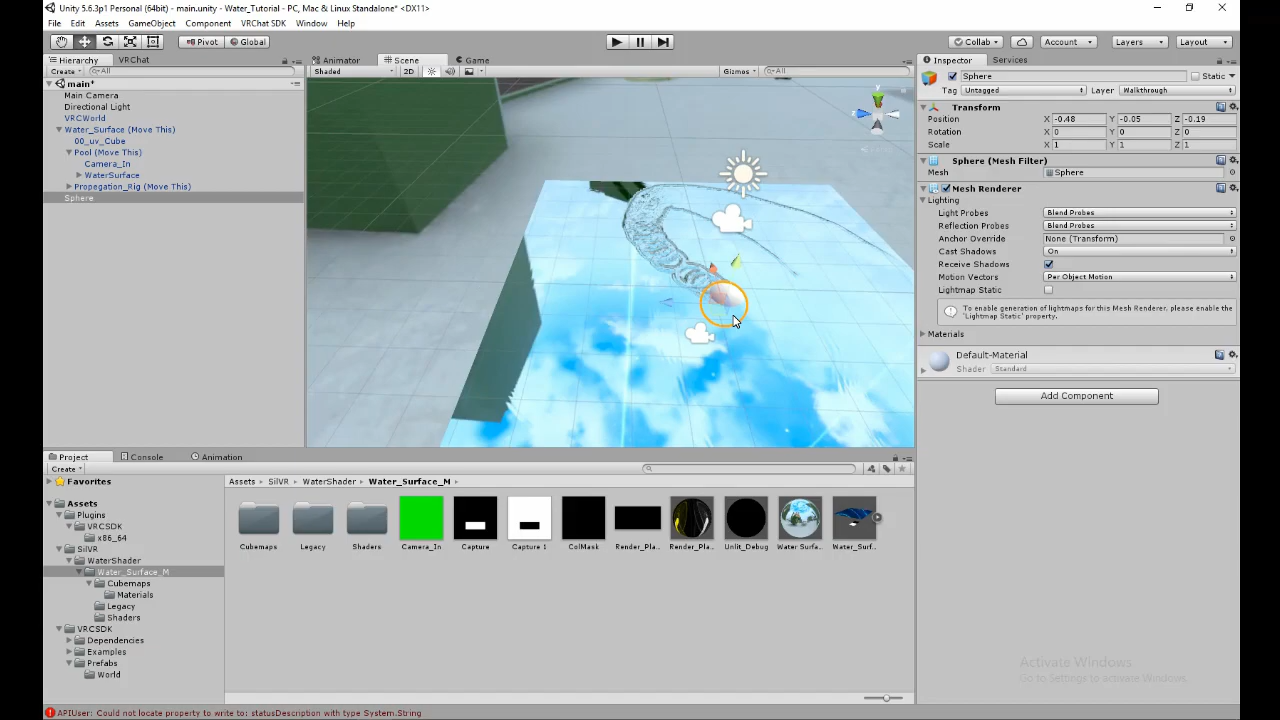 Unity 5.6.3p1 Personal (64bit) - main.unity - Water_Tutorial - PC, Mac & Linux Standalone* <DX11>
File Edit Assets GameObject Component VRChat SDK Window Help
Pivot Global Collab Account Layers Layout
Hierarchy VRChat
Create All
main*
Main Camera
Directional Light
VRCWorld
Water_Surface (Move This)
00_uv_Cube
Pool (Move This)
Camera_In
WaterSurface
Propegation_Rig (Move This)
Sphere
Animator Scene Game
Shaded 2D Gizmos All
Inspector Services
Sphere Static
Tag Untagged Layer Walkthrough
Transform
Position X -0.48 Y -0.05 Z -0.19
Rotation X 0 Y 0 Z 0
Scale X 1 Y 1 Z 1
Sphere (Mesh Filter)
Mesh Sphere
Mesh Renderer
Lighting
Light Probes Blend Probes
Reflection Probes Blend Probes
Anchor Override None (Transform)
Cast Shadows On
Receive Shadows
Motion Vectors Per Object Motion
Lightmap Static
To enable generation of lightmaps for this Mesh Renderer, please enable the
'Lightmap Static' property.
Materials
Default-Material
Shader Standard
Add Component
Project Console Animation
Create
Favorites
Assets
Plugins
VRCSDK
x86_64
SilVR
WaterShader
Water_Surface_M
Cubemaps
Materials
Legacy
Shaders
VRCSDK
Dependencies
Examples
Prefabs
World
Assets SilVR WaterShader Water_Surface_M
Cubemaps Legacy Shaders Camera_In Capture Capture 1 ColMask Render_Pla... Render_Pla... Unlit_Debug Water Surfa... Water_Surf...
Activate Windows
Go to Settings to activate Windows.
APIUser: Could not locate property to write to: statusDescription with type System.String